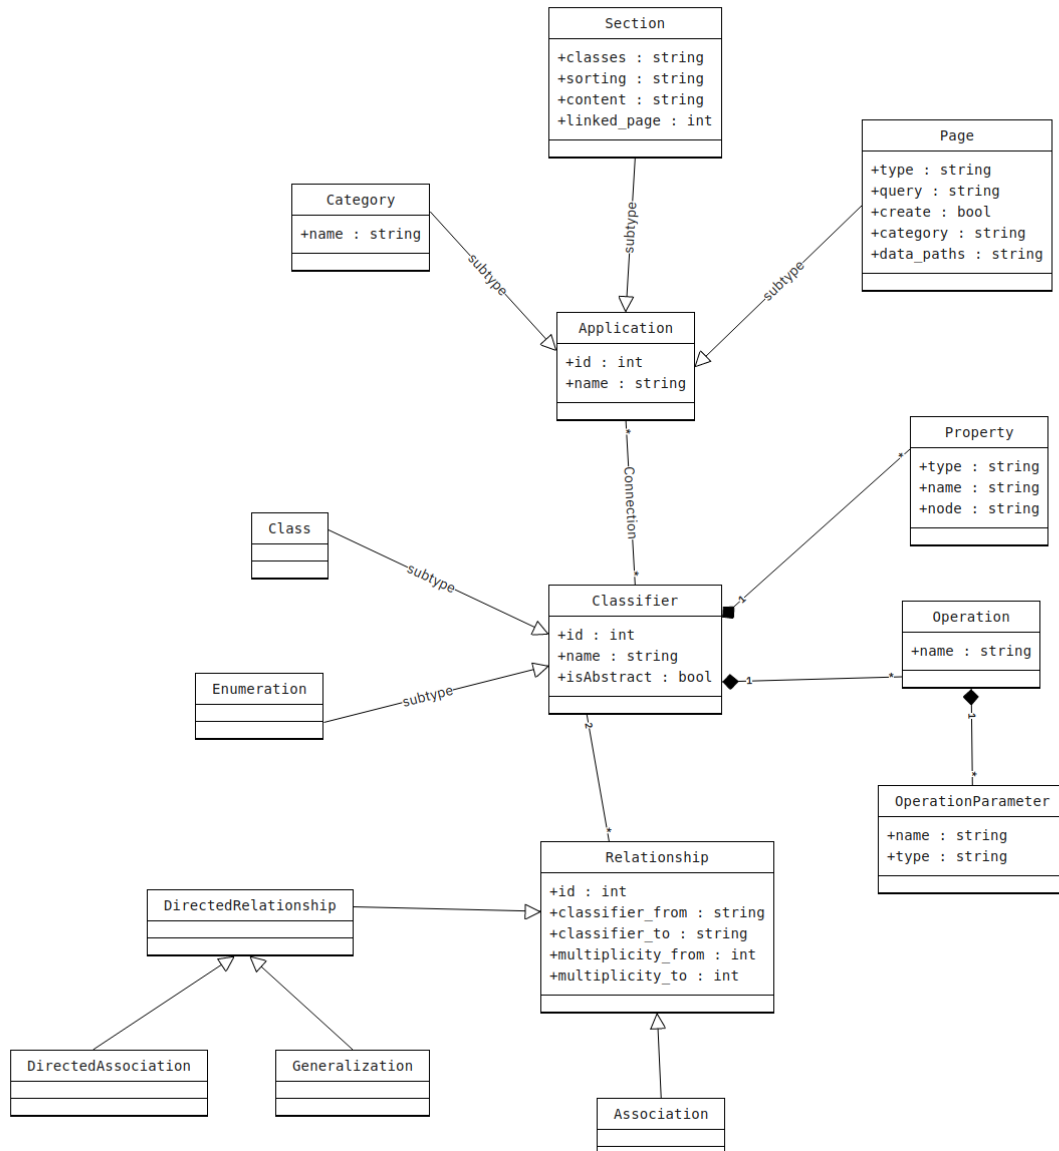 Section
+classes : string
+sorting : string
+content : string
+linked_page : int
Page
+type : string
+query : string
+create : bool
+category : string
+data_paths : string
Category
+name : string
subtype
subtype
subtype
Application
+id : int
+name : string
*
Connection
*
Property
+type : string
+name : string
+node : string
*
1
Class
subtype
Classifier
+id : int
+name : string
+isAbstract : bool
Operation
+name : string
1
*
Enumeration
subtype
2
*
1
*
OperationParameter
+name : string
+type : string
Relationship
+id : int
+classifier_from : string
+classifier_to : string
+multiplicity_from : int
+multiplicity_to : int
DirectedRelationship
DirectedAssociation
Generalization
Association